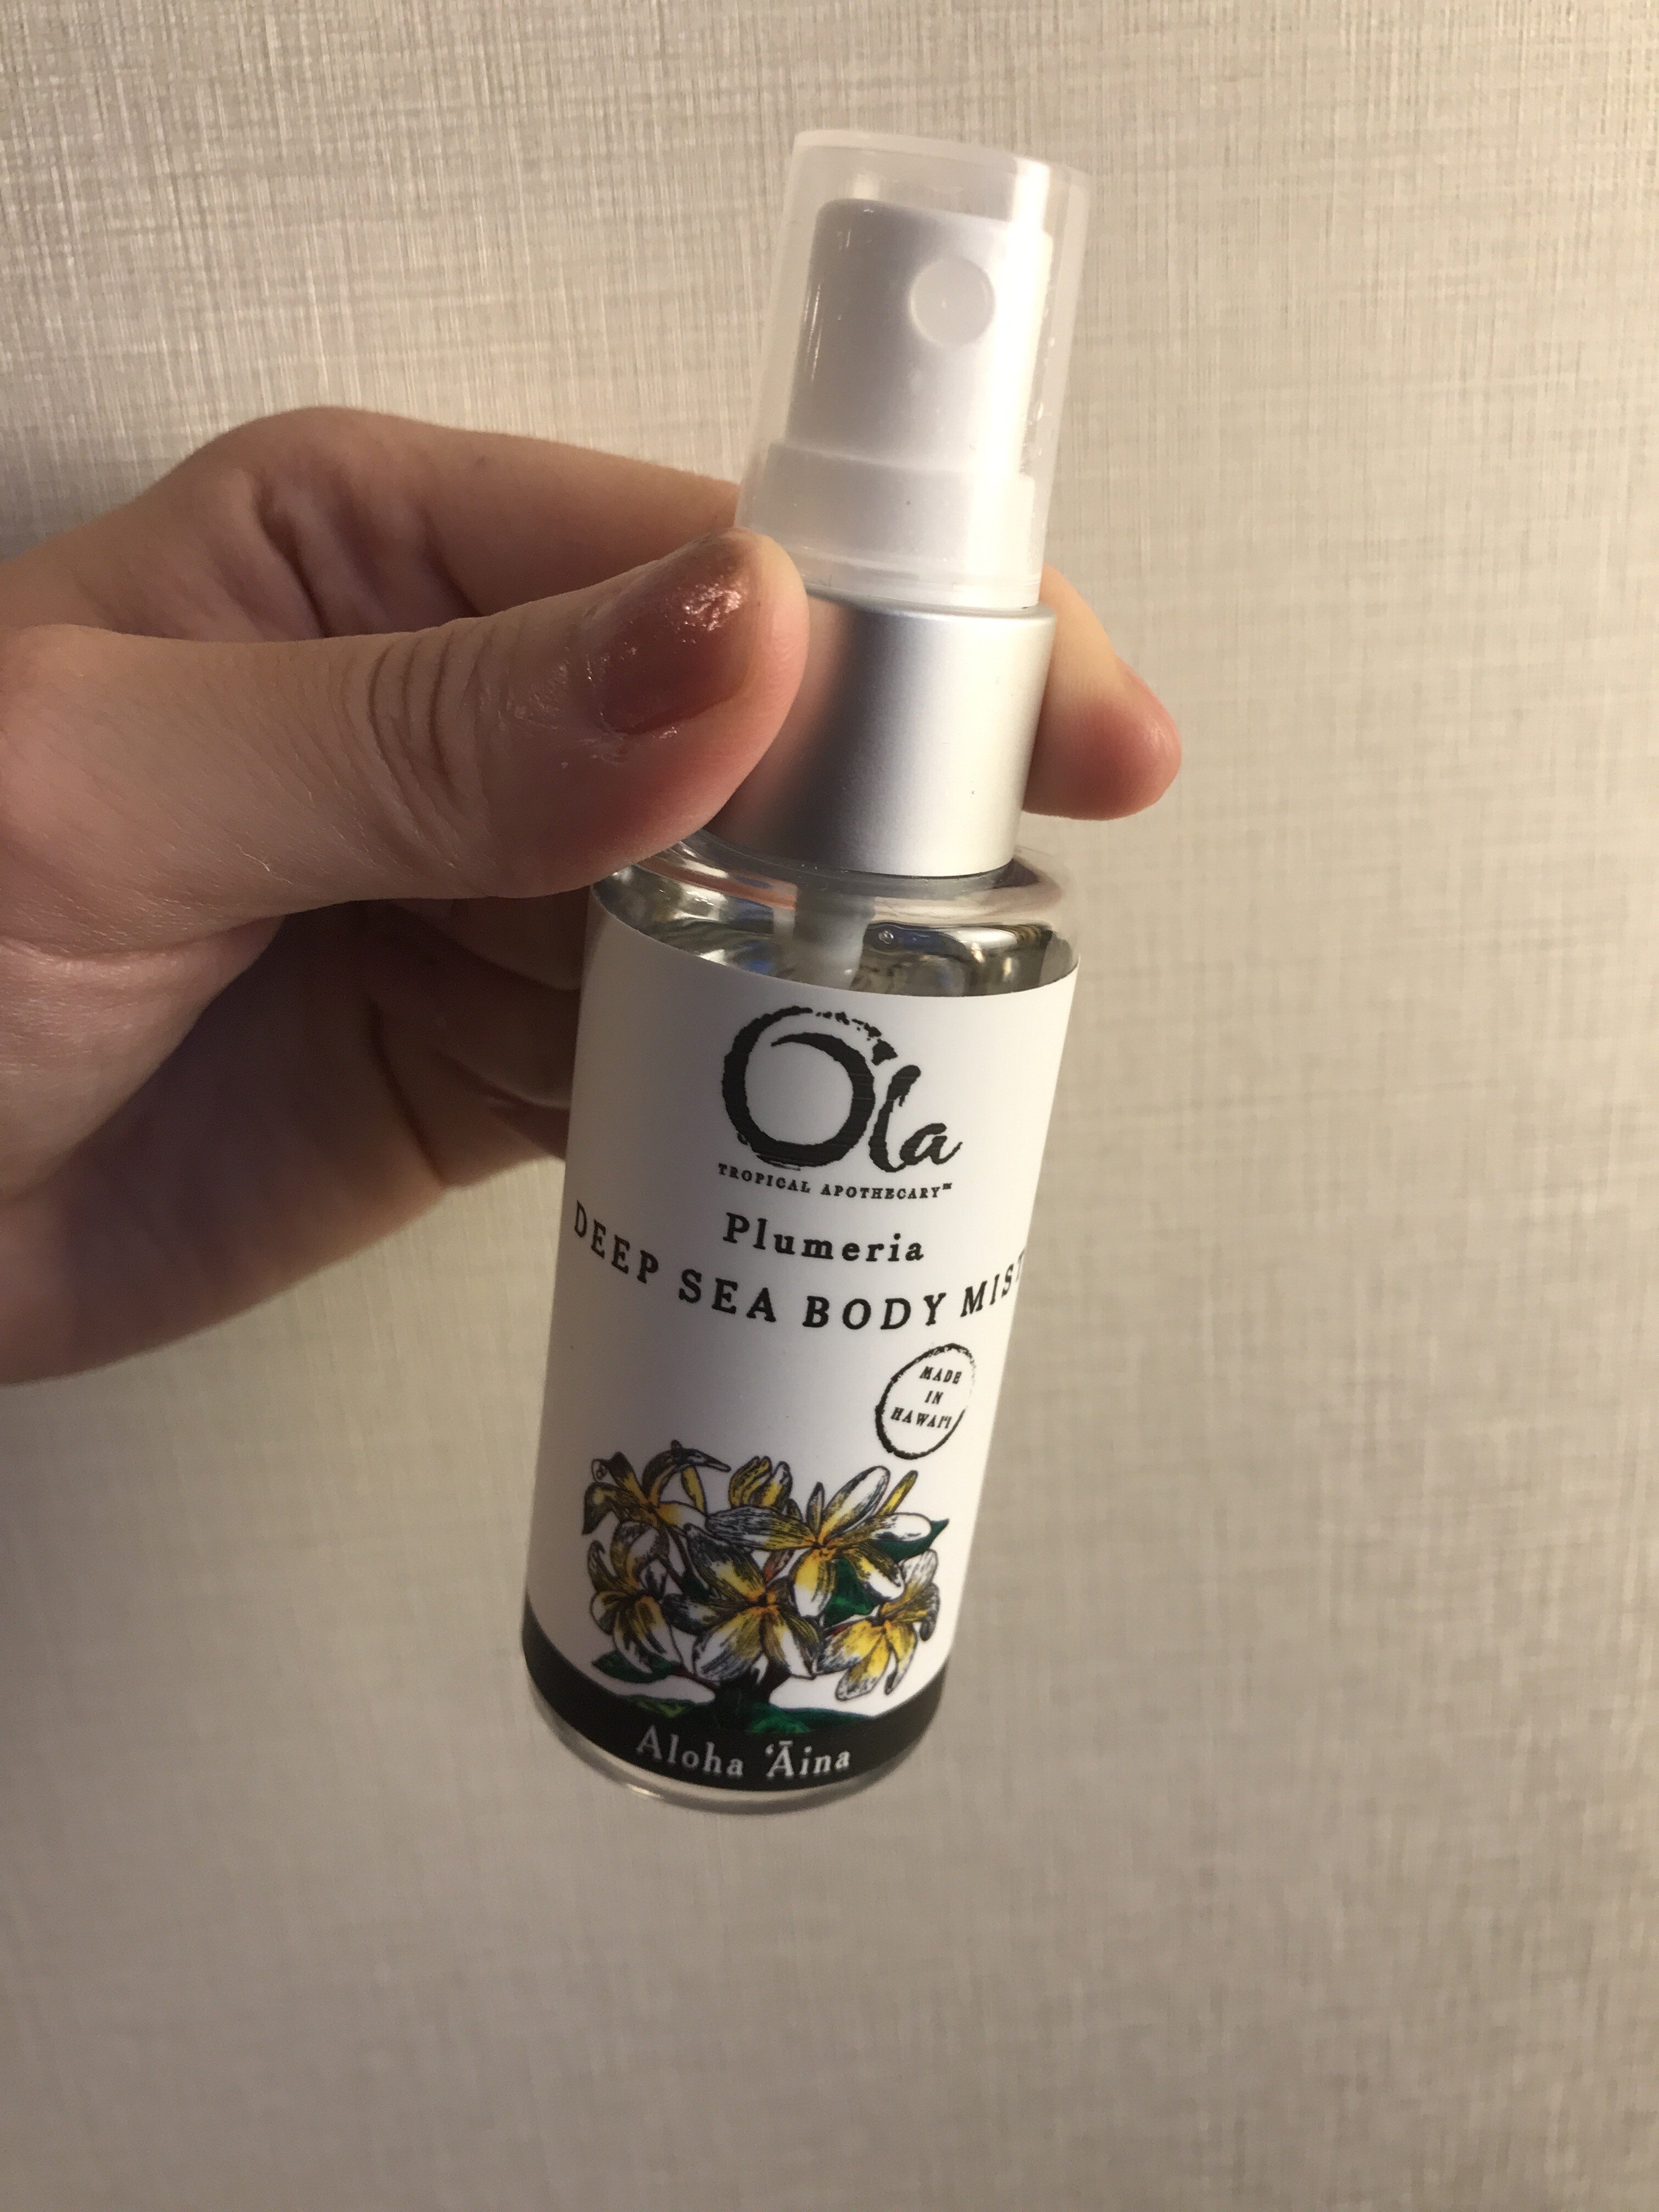 Ola
TROPICAL APOTHECARY™
Plumeria
DEEP SEA BODY MIST
MADE
IN
HAWAI'I
Aloha ʻĀina